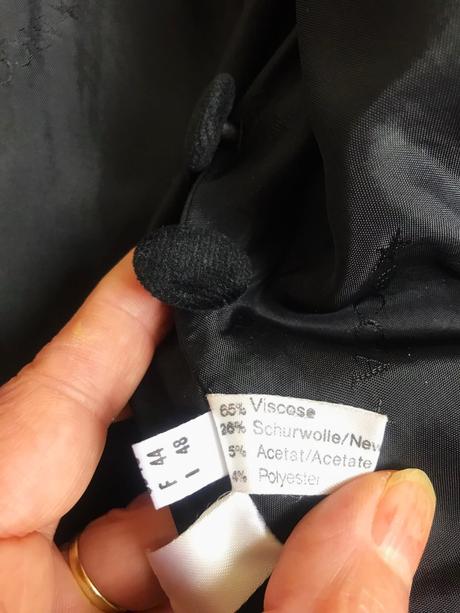 65% Viscose
26% Schurwolle/New
5% Acetat/Acetate
4% Polyester
F 44
I 48